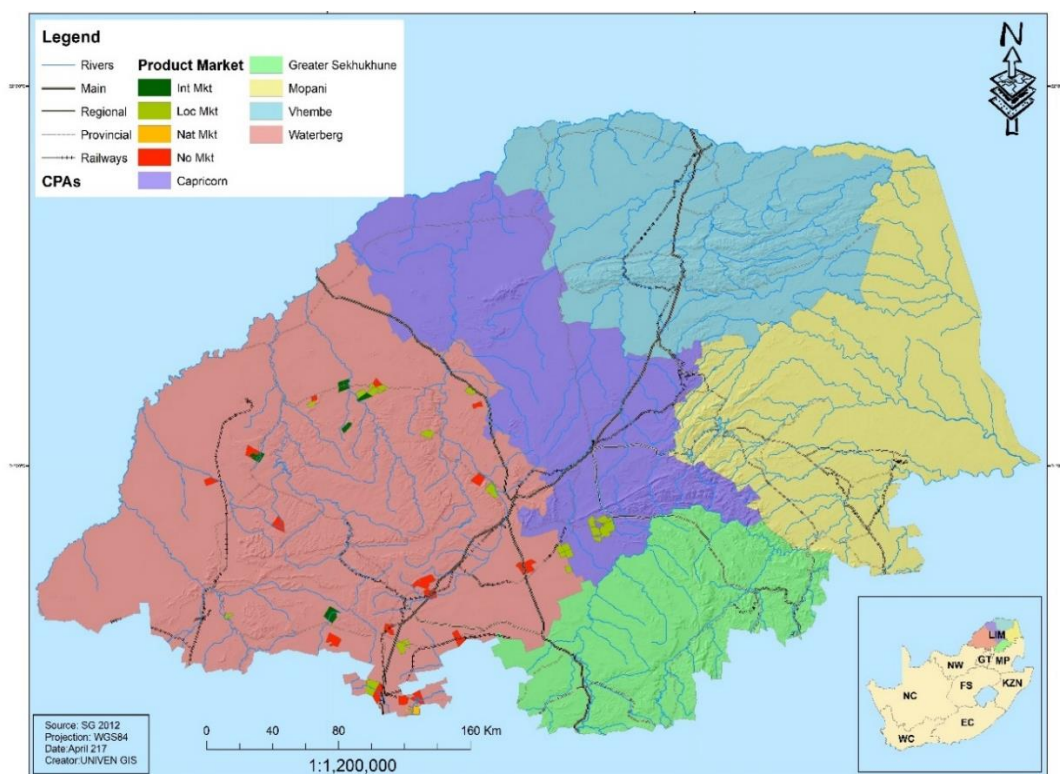 N
Legend
Rivers
Main
Regional
Provincial
Railways
CPAs
Product Market
Int Mkt
Loc Mkt
Nat Mkt
No Mkt
Capricorn
Greater Sekhukhune
Mopani
Vhembe
Waterberg
Source: SG 2012
Projection: WGS84
Date:April 217
Creator:UNIVEN GIS
0 40 80 160 Km
1:1,200,000
LIM
NW
GT
MP
NC
FS
KZN
EC
WC